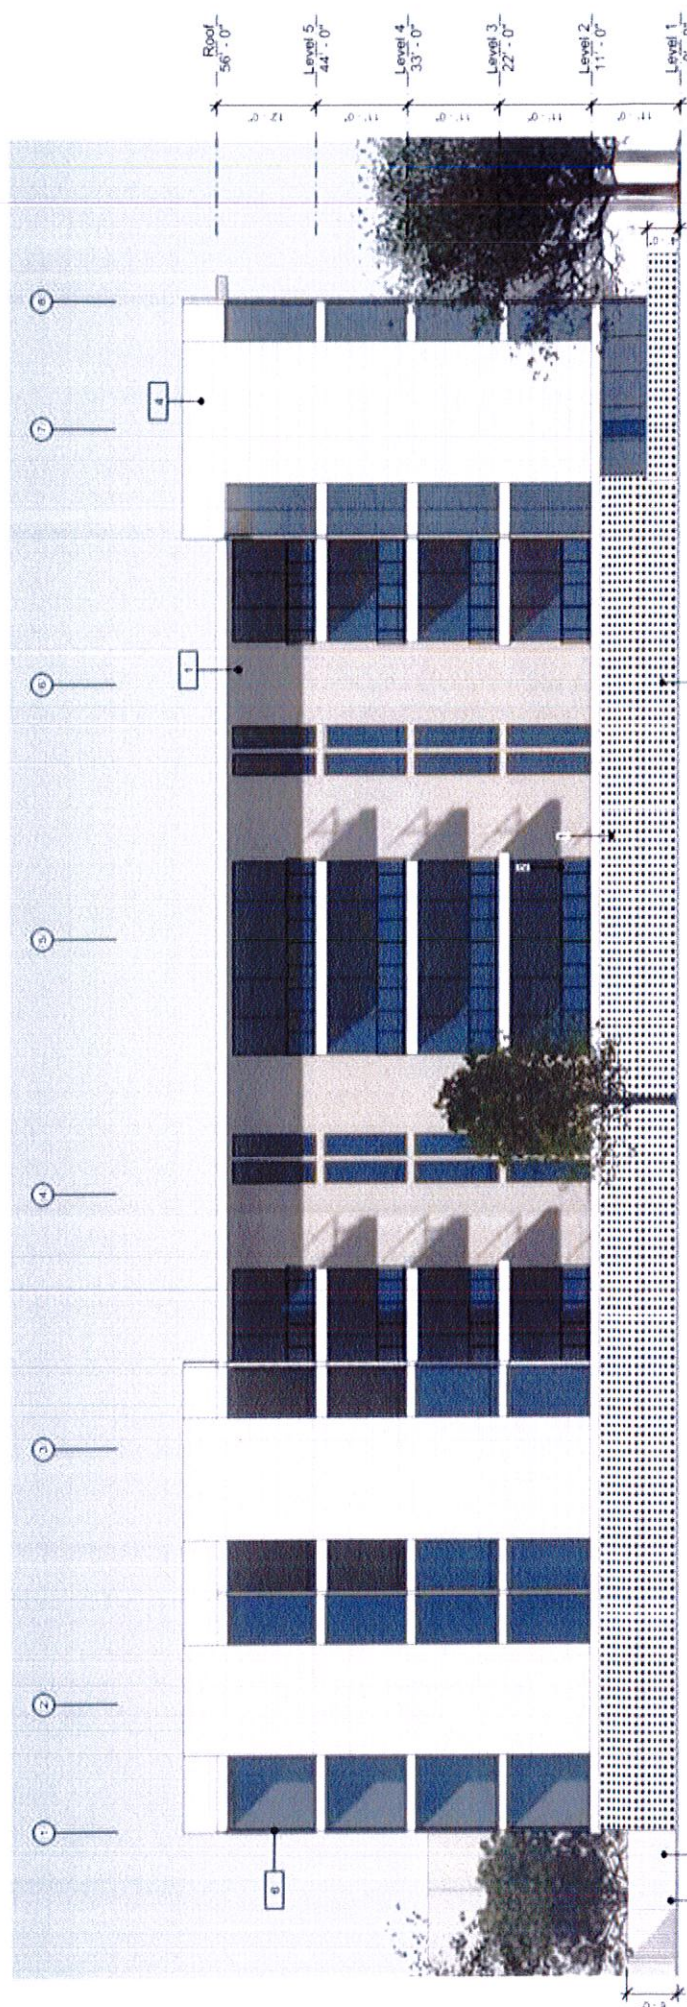 1
2
3
4
5
6
7
8
4
1
6
2
1
Roof
56' - 0"
Level 5
44' - 0"
Level 4
33' - 0"
Level 3
22' - 0"
Level 2
11' - 0"
Level 1
12' - 0"
11' - 0"
11' - 0"
11' - 0"
11' - 0"